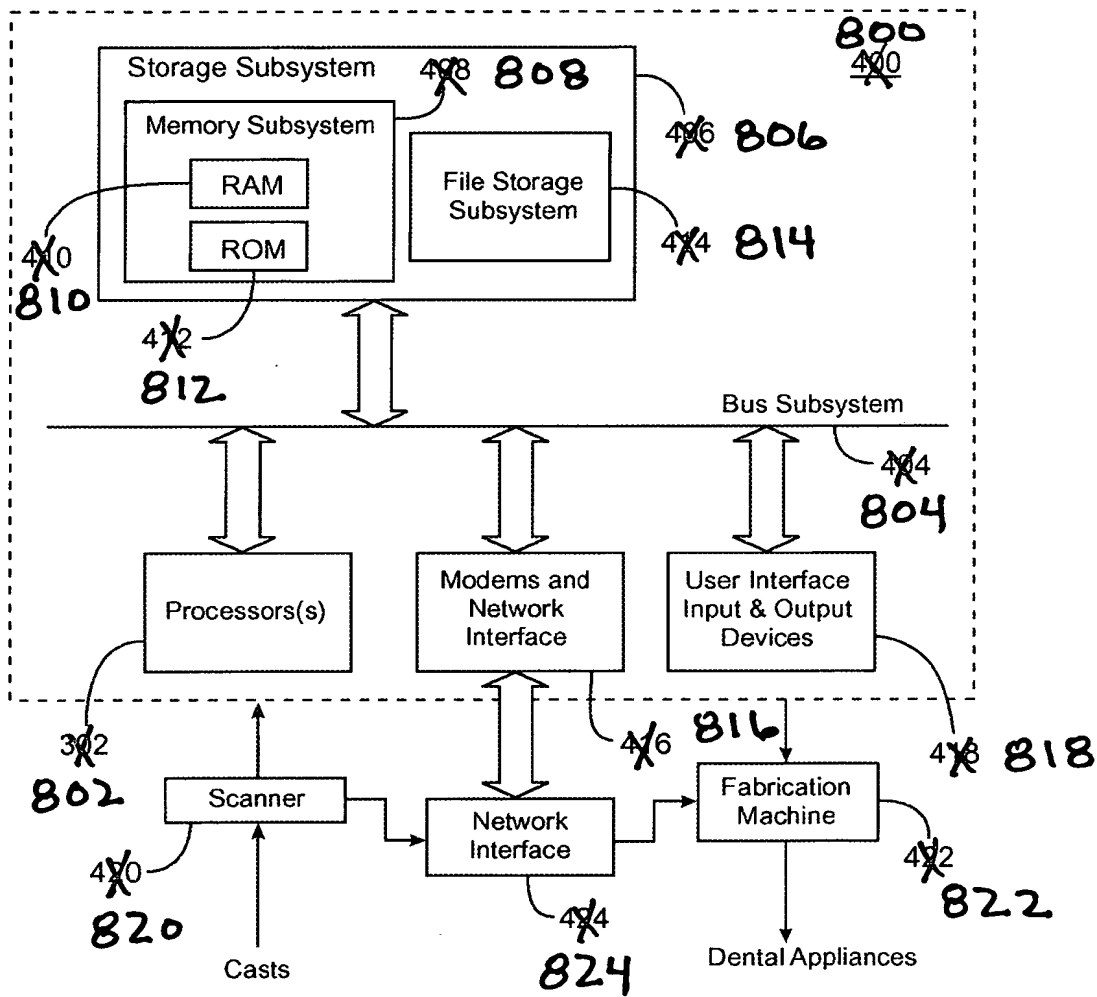 800
400
Storage Subsystem
408 808
Memory Subsystem
406 806
RAM
File Storage
Subsystem
ROM
410
810
414 814
412
812
Bus Subsystem
404
804
Processors(s)
Modems and
Network
Interface
User Interface
Input & Output
Devices
302
802
416 816
418 818
Scanner
Fabrication
Machine
Network
Interface
420
820
422
822
424
824
Casts
Dental Appliances